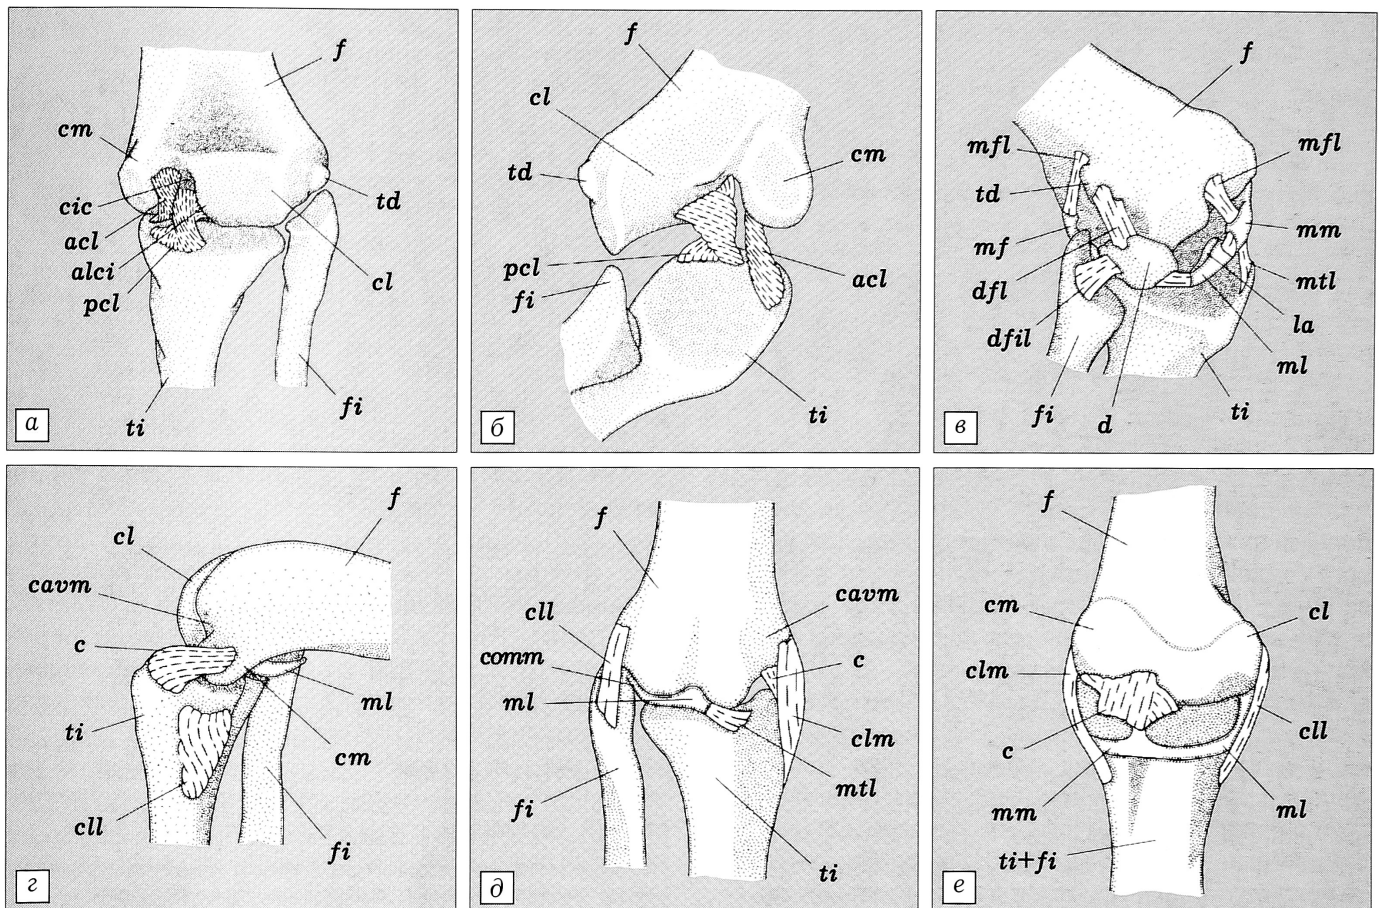 f
cm
cic
acl
alci
pcl
td
cl
fi
ti
а
f
cl
td
cm
pcl
fi
acl
ti
б
f
mfl
mfl
td
mf
mm
dfl
mtl
dfil
la
ml
fi
d
ti
в
f
cl
cavm
c
ti
ml
cm
cll
fi
г
f
cll
cavm
comm
c
ml
clm
mtl
fi
ti
д
f
cm
cl
clm
c
cll
mm
ml
ti+fi
е